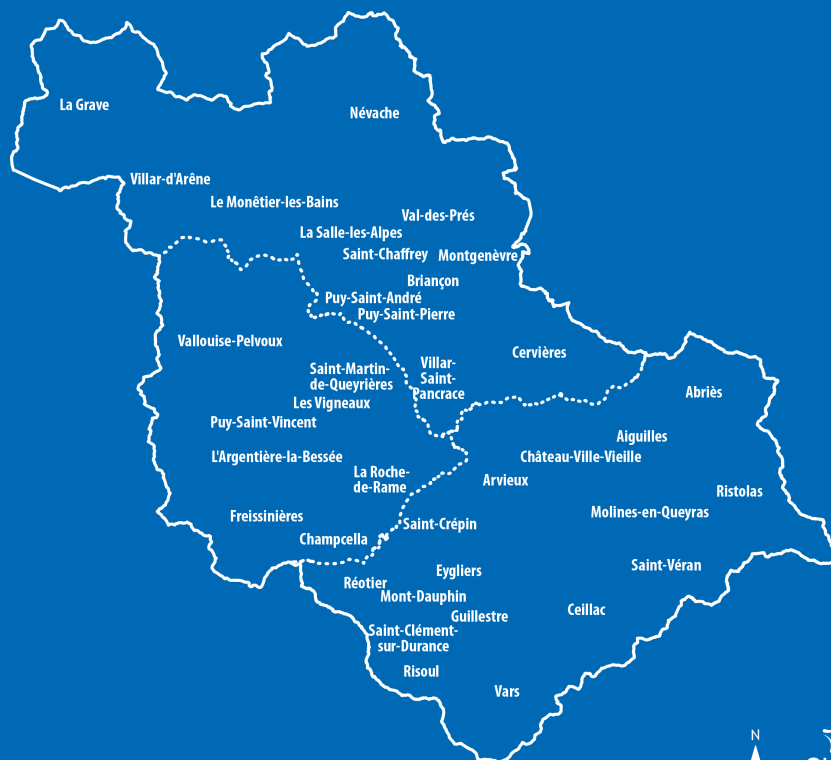 La Grave
Névache
Villar-d'Arêne
Le Monêtier-les-Bains
Val-des-Prés
La Salle-les-Alpes
Saint-Chaffrey
Montgenèvre
Briançon
Puy-Saint-André
Puy-Saint-Pierre
Vallouise-Pelvoux
Cervières
Villar-
Saint-
Pancrace
Saint-Martin-
de-Queyrières
Abriès
Les Vigneaux
Puy-Saint-Vincent
Aiguilles
L'Argentière-la-Bessée
Château-Ville-Vieille
La Roche-
de-Rame
Arvieux
Ristolas
Molines-en-Queyras
Freissinières
Saint-Crépin
Champcella
Saint-Véran
Eygliers
Réotier
Mont-Dauphin
Ceillac
Guillestre
Saint-Clément-
sur-Durance
Risoul
Vars
N